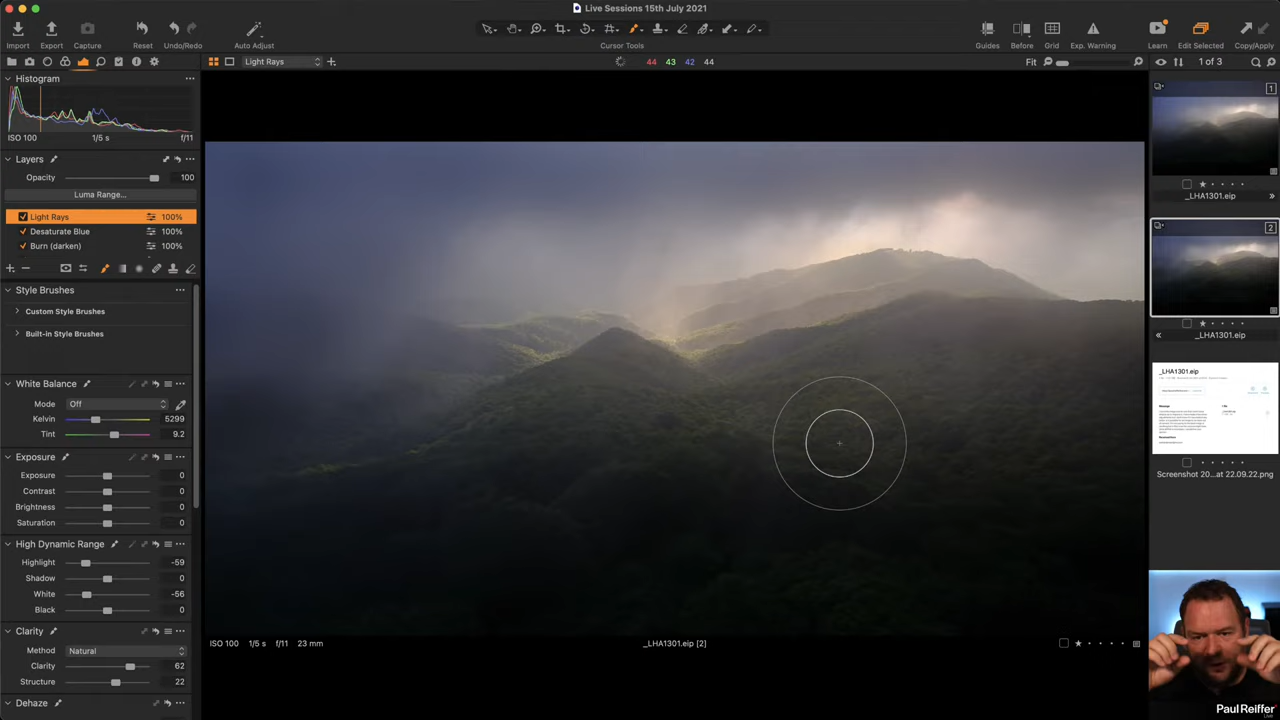 Live Sessions 15th July 2021
Import
Export
Capture
Reset
Undo/Redo
Auto Adjust
Cursor Tools
Guides
Before
Grid
Exp. Warning
Learn
Edit Selected
Copy/Apply
Light Rays
44 43 42 44
Fit
1 of 3
Histogram
ISO 100 1/5 s f/11
Layers
Opacity 100
Luma Range...
Light Rays 100%
Desaturate Blue 100%
Burn (darken) 100%
Style Brushes
Custom Style Brushes
Built-in Style Brushes
White Balance
Mode Off
Kelvin 5299
Tint 9.2
Exposure
Exposure 0
Contrast 0
Brightness 0
Saturation 0
High Dynamic Range
Highlight -59
Shadow 0
White -56
Black 0
Clarity
Method Natural
Clarity 62
Structure 22
Dehaze
ISO 100 1/5 s f/11 23 mm
_LHA1301.eip [2]
1
_LHA1301.eip
2
_LHA1301.eip
_LHA1301.eip
Screenshot 20...at 22.09.22.png
PaulReiffer
Live